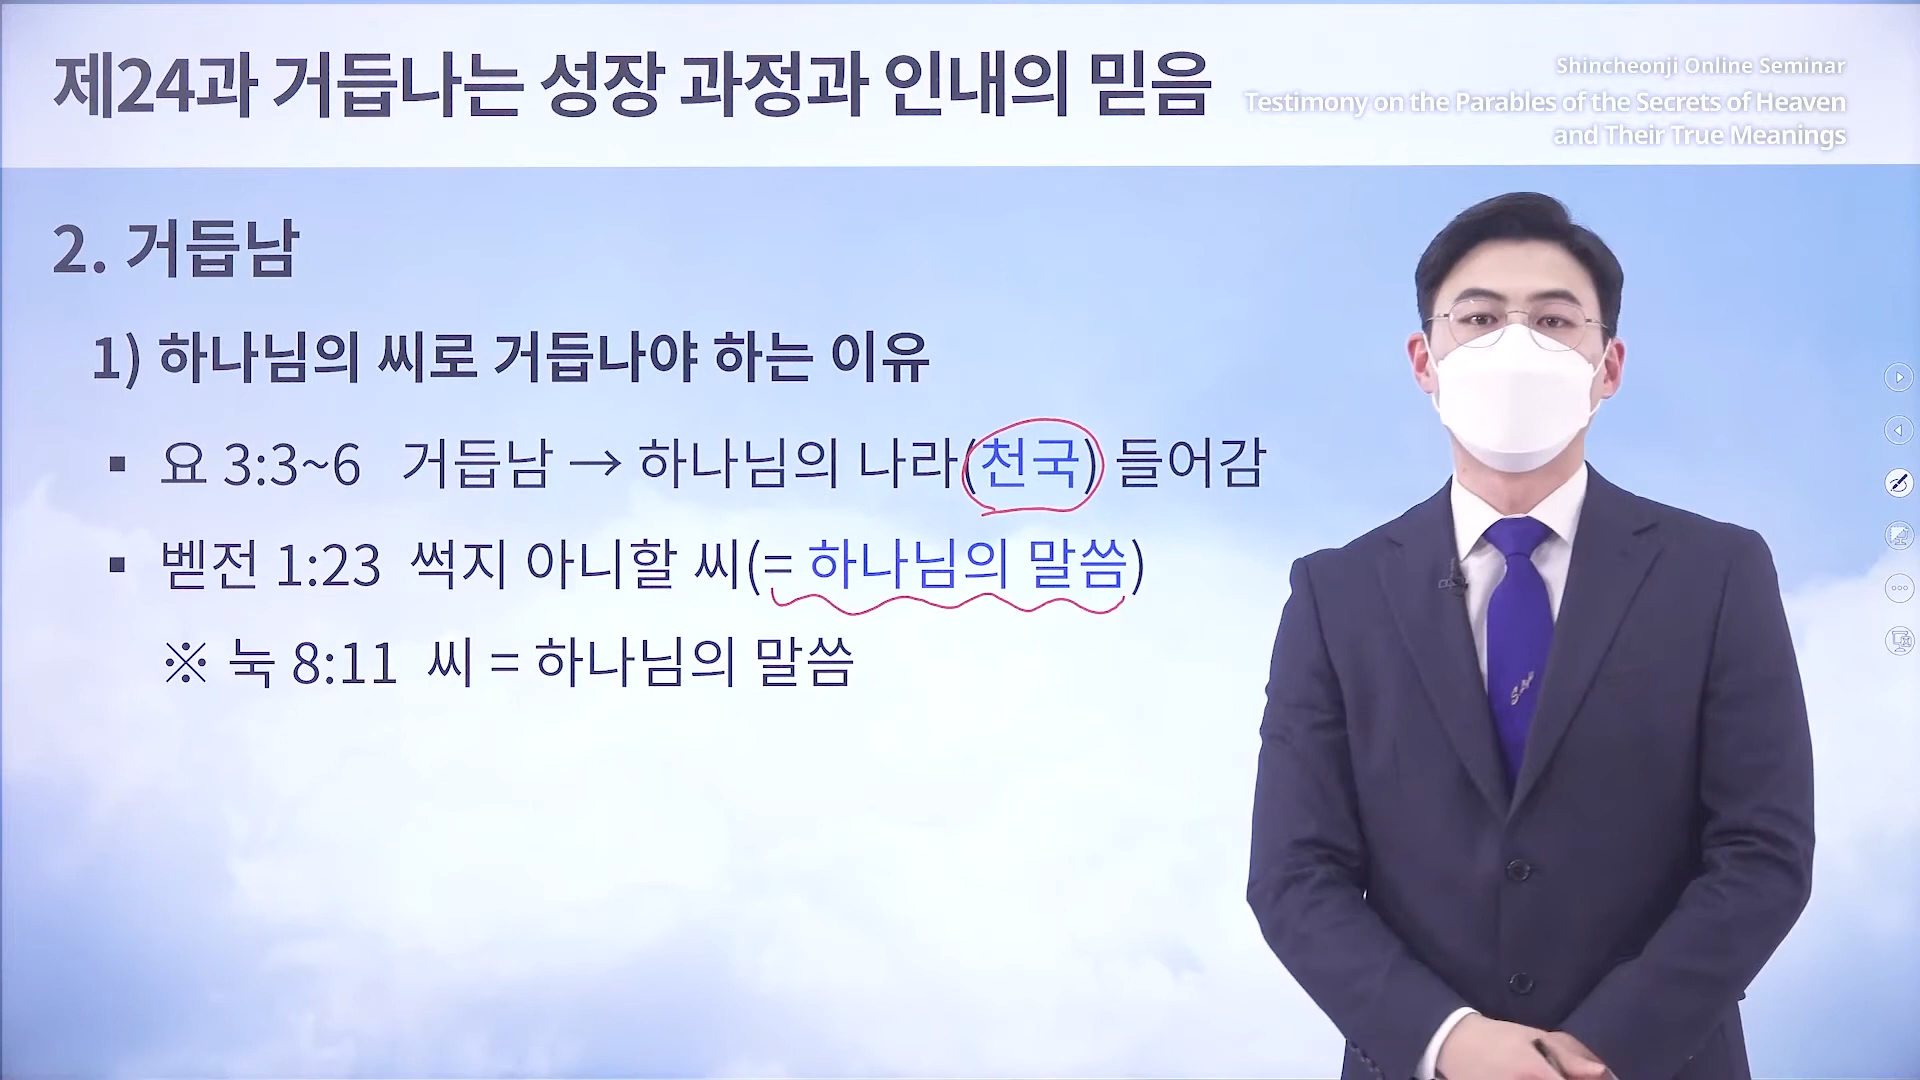 제24과 거듭나는 성장 과정과 인내의 믿음
Shincheonji Online Seminar
Testimony on the Parables of the Secrets of Heaven
and Their True Meanings
2. 거듭남
1) 하나님의 씨로 거듭나야 하는 이유
▪ 요 3:3~6 거듭남 → 하나님의 나라(천국) 들어감
▪ 벧전 1:23 썩지 아니할 씨(= 하나님의 말씀)
※ 눅 8:11 씨 = 하나님의 말씀